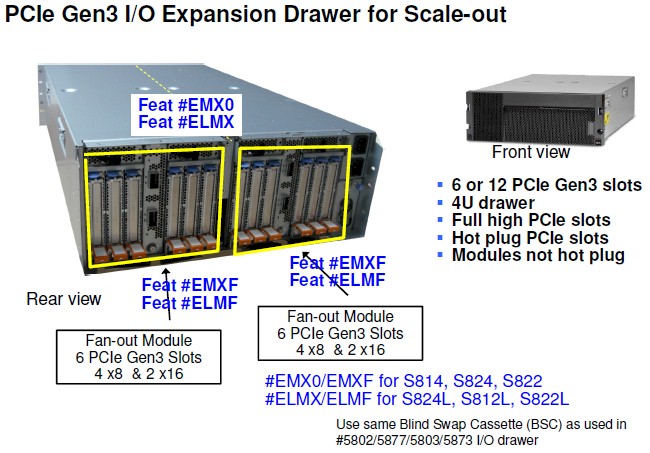 PCIe Gen3 I/O Expansion Drawer for Scale-out
Feat #EMX0
Feat #ELMX
Front view
▪ 6 or 12 PCIe Gen3 slots
▪ 4U drawer
▪ Full high PCIe slots
▪ Hot plug PCIe slots
▪ Modules not hot plug
Feat #EMXF
Feat #ELMF
Feat #EMXF
Feat #ELMF
Rear view
Fan-out Module
6 PCIe Gen3 Slots
4 x8 & 2 x16
Fan-out Module
6 PCIe Gen3 Slots
4 x8 & 2 x16
#EMX0/EMXF for S814, S824, S822
#ELMX/ELMF for S824L, S812L, S822L
Use same Blind Swap Cassette (BSC) as used in
#5802/5877/5803/5873 I/O drawer